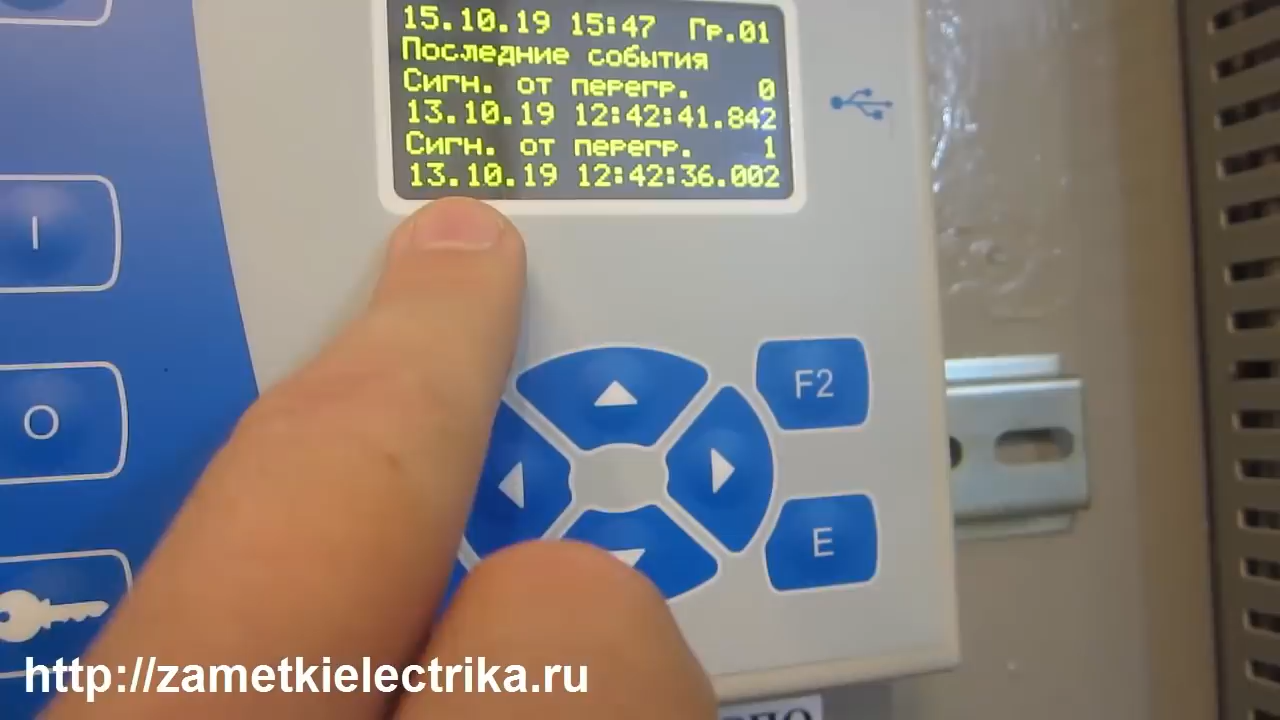 15.10.19 15:47 Гр.01
Последние события
Сигн. от перегр. 0
13.10.19 12:42:41.842
Сигн. от перегр. 1
13.10.19 12:42:36.002
I
O
F2
E
http://zametkielectrika.ru